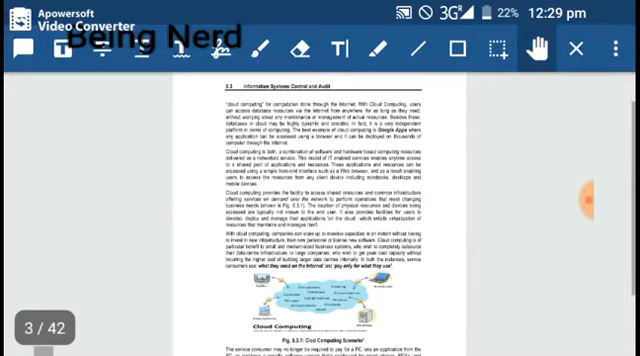 Apowersoft
Video Converter
Being Nerd
3G
22%
12:29 pm
8.3 Information Systems Control and Audit
"cloud computing" for computation done through the Internet. With Cloud Computing, users
can access database resources via the Internet from anywhere, for as long as they need,
without worrying about any maintenance or management of actual resources. Besides these,
databases in cloud may be highly dynamic and scalable. In fact, it is a very independent
platform in terms of computing. The best example of cloud computing is Google Apps where
any application can be accessed using a browser and it can be deployed on thousands of
computer through the Internet.
Cloud computing is both, a combination of software and hardware based computing resources
delivered as a networked service. This model of IT enabled services enables anytime access
to a shared pool of applications and resources. These applications and resources can be
accessed using a simple front-end interface such as a Web browser, and as a result enabling
users to access the resources from any client device including notebooks, desktops and
mobile devices.
Cloud computing provides the facility to access shared resources and common infrastructure
offering services on demand over the network to perform operations that meet changing
business needs (shown in Fig. 8.3.1). The location of physical resources and devices being
accessed are typically not known to the end user. It also provides facilities for users to
develop, deploy and manage their applications 'on the cloud', which entails virtualization of
resources that maintains and manages itself.
With cloud computing, companies can scale up to massive capacities in an instant without having
to invest in new infrastructure, train new personnel or license new software. Cloud computing is of
particular benefit to small and medium-sized business systems, who wish to completely outsource
their data-centre infrastructure; or large companies, who wish to get peak load capacity without
incurring the higher cost of building larger data centres internally. In both the instances, service
consumers use 'what they need on the Internet' and 'pay only for what they use'.
Cloud Computing
Fig. 8.3.1: Cloud Computing Scenario
The service consumer may no longer be required to pay for a PC, use an application from the
3 / 42